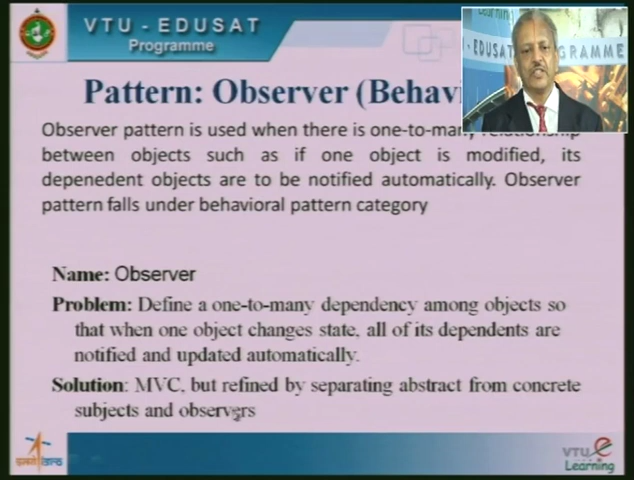 VTU - EDUSAT
Programme
- EDUSAT PROGRAMME
Pattern: Observer (Behavi
Observer pattern is used when there is one-to-many relationship
between objects such as if one object is modified, its
depenedent objects are to be notified automatically. Observer
pattern falls under behavioral pattern category
Name: Observer
Problem: Define a one-to-many dependency among objects so
that when one object changes state, all of its dependents are
notified and updated automatically.
Solution: MVC, but refined by separating abstract from concrete
subjects and observers
VTU e
Learning